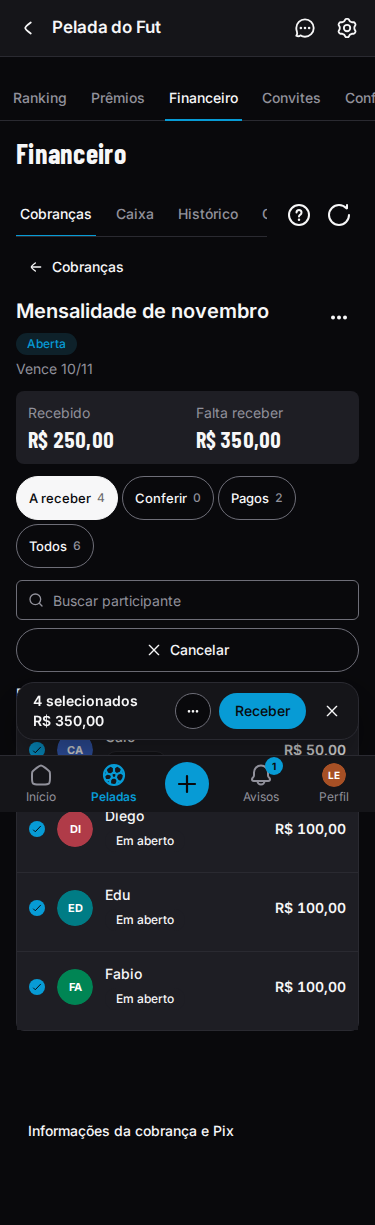 Pelada do Fut
Ranking Prêmios Financeiro Convites Conf
Financeiro
Cobranças Caixa Histórico
Cobranças
Mensalidade de novembro
Aberta
Vence 10/11
Recebido Falta receber
R$ 250,00 R$ 350,00
A receber 4 Conferir 0 Pagos 2
Todos 6
Buscar participante
Cancelar
4 selecionados
R$ 350,00
Receber
CA R$ 50,00
1
LE
Início Peladas Avisos Perfil
DI Diego R$ 100,00
Em aberto
ED Edu R$ 100,00
Em aberto
FA Fabio R$ 100,00
Em aberto
Informações da cobrança e Pix